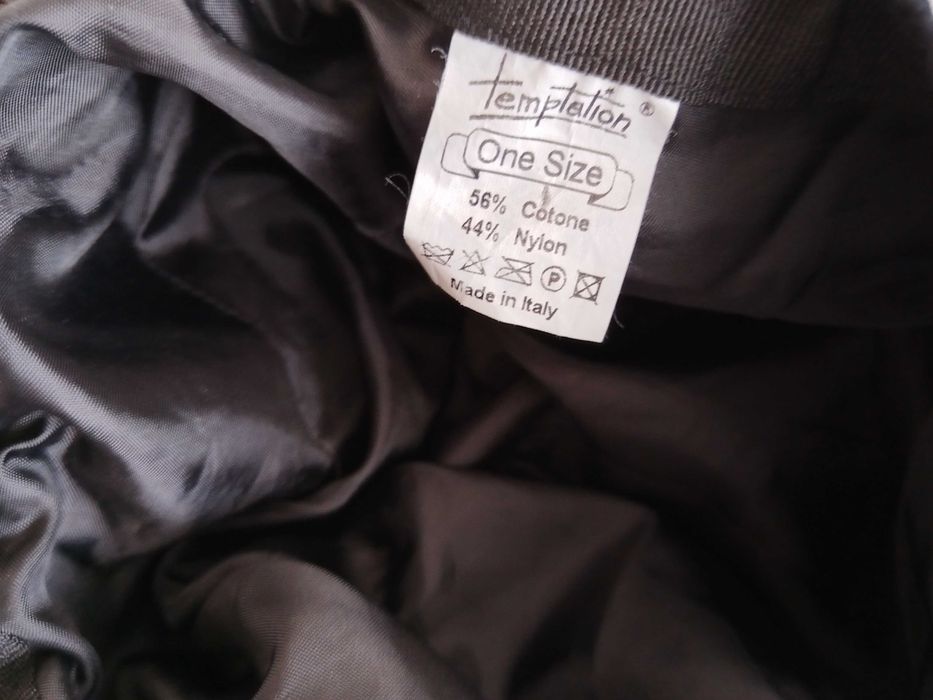 temptation ®
One Size
56% Cotone
44% Nylon
P
Made in Italy